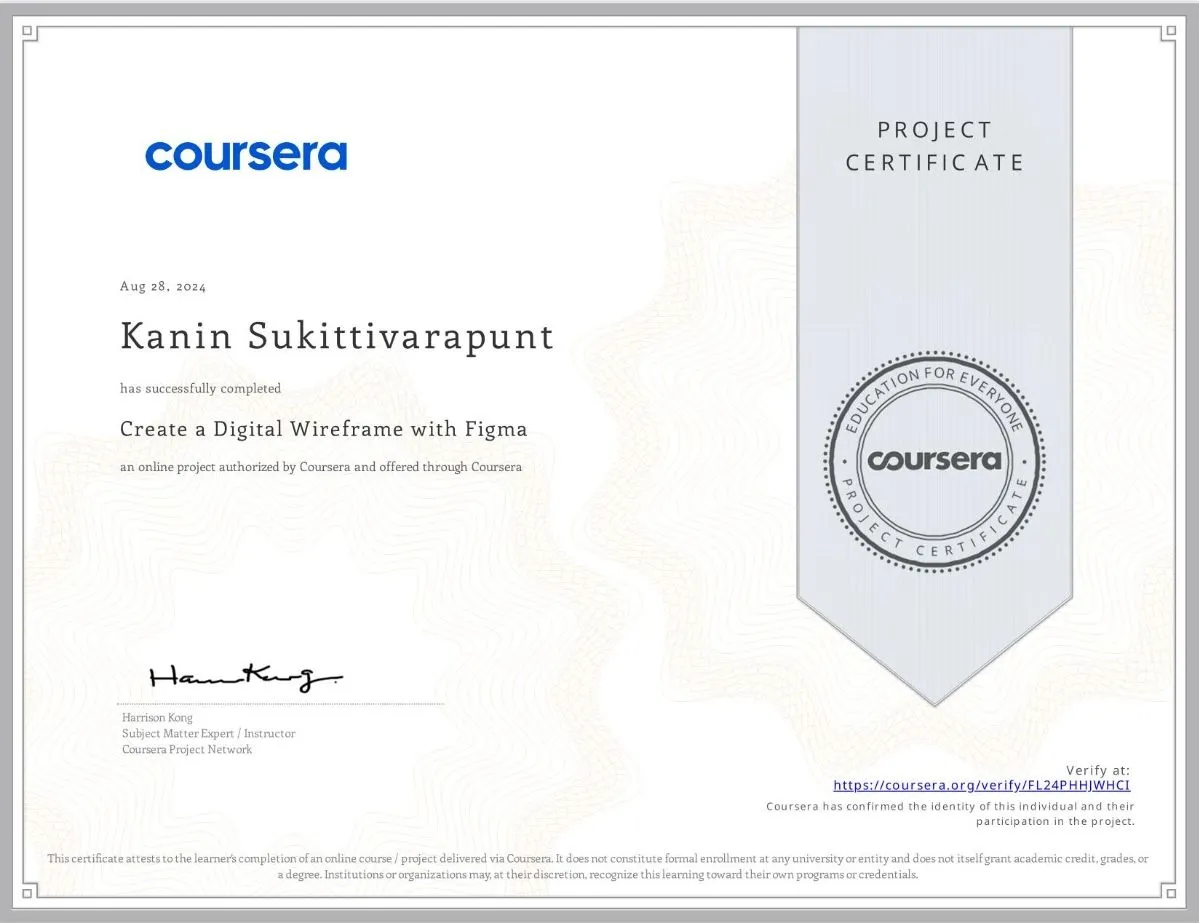 coursera
PROJECT
CERTIFICATE
Aug 28, 2024
Kanin Sukittivarapunt
has successfully completed
Create a Digital Wireframe with Figma
an online project authorized by Coursera and offered through Coursera
EDUCATION FOR EVERYONE
coursera
PROJECT CERTIFICATE
Harrison Kong
Subject Matter Expert / Instructor
Coursera Project Network
Verify at:
https://coursera.org/verify/FL24PHHJWHCI
Coursera has confirmed the identity of this individual and their
participation in the project.
This certificate attests to the learner's completion of an online course / project delivered via Coursera. It does not constitute formal enrollment at any university or entity and does not itself grant academic credit, grades, or
a degree. Institutions or organizations may, at their discretion, recognize this learning toward their own programs or credentials.